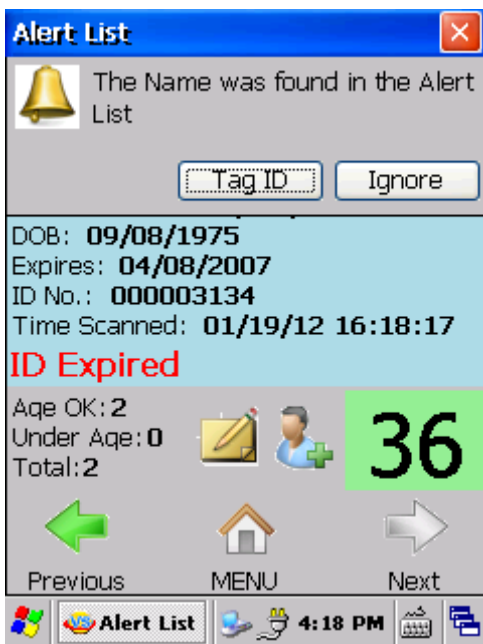 Alert List
The Name was found in the Alert
List
Tag ID Ignore
DOB: 09/08/1975
Expires: 04/08/2007
ID No.: 000003134
Time Scanned: 01/19/12 16:18:17
ID Expired
Age OK: 2
Under Age: 0
Total: 2
36
Previous MENU Next
VS Alert List 4:18 PM